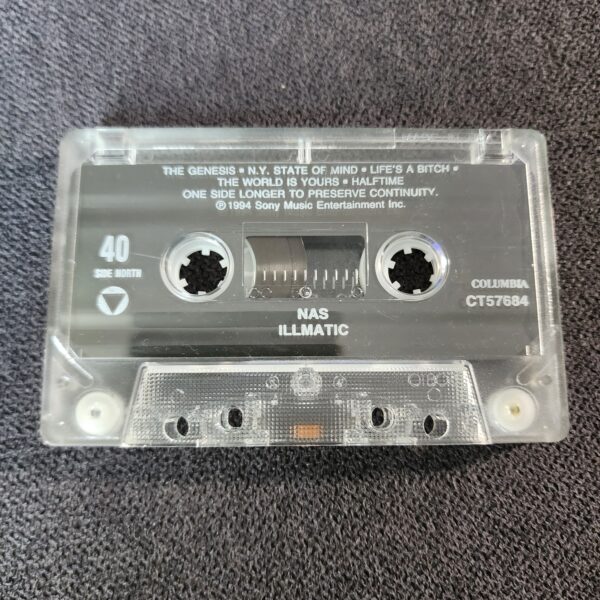 THE GENESIS • N.Y. STATE OF MIND • LIFE'S A BITCH •
THE WORLD IS YOURS • HALFTIME
ONE SIDE LONGER TO PRESERVE CONTINUITY.
℗1994 Sony Music Entertainment Inc.
40
SIDE NORTH
COLUMBIA
CT57684
NAS
ILLMATIC